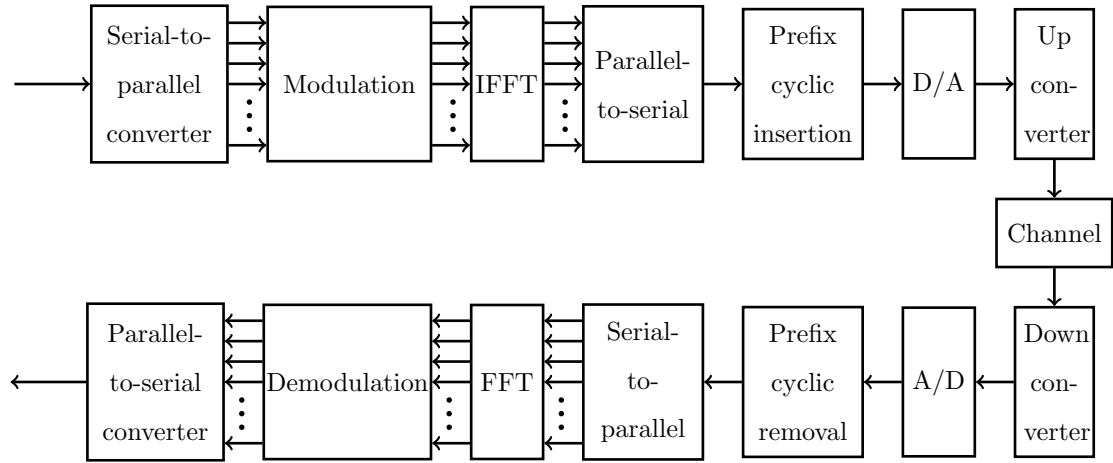 Serial-to-
parallel
converter
Modulation
IFFT
Parallel-
to-serial
Prefix
cyclic
insertion
D/A
Up
con-
verter
Channel
Parallel-
to-serial
converter
Demodulation
FFT
Serial-
to-
parallel
Prefix
cyclic
removal
A/D
Down
con-
verter